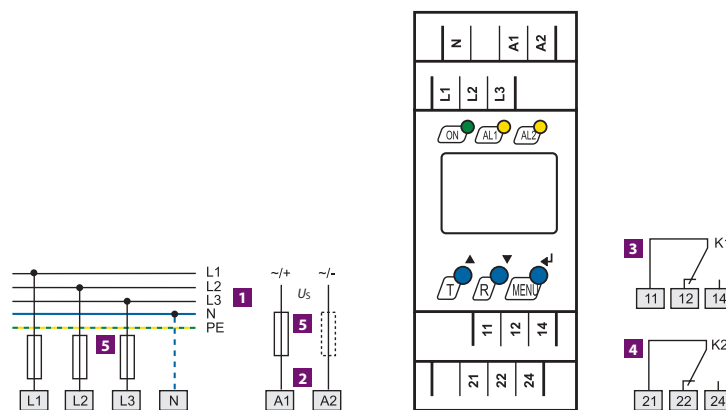 N A1 A2
L1 L2 L3
ON AL1 AL2
T R MENU
11 12 14
21 22 24
L1
L2
L3
N
PE
1
5
L1 L2 L3 N
~/+ ~/-
Us
5
2
A1 A2
3
K1
11 12 14
4
K2
21 22 24